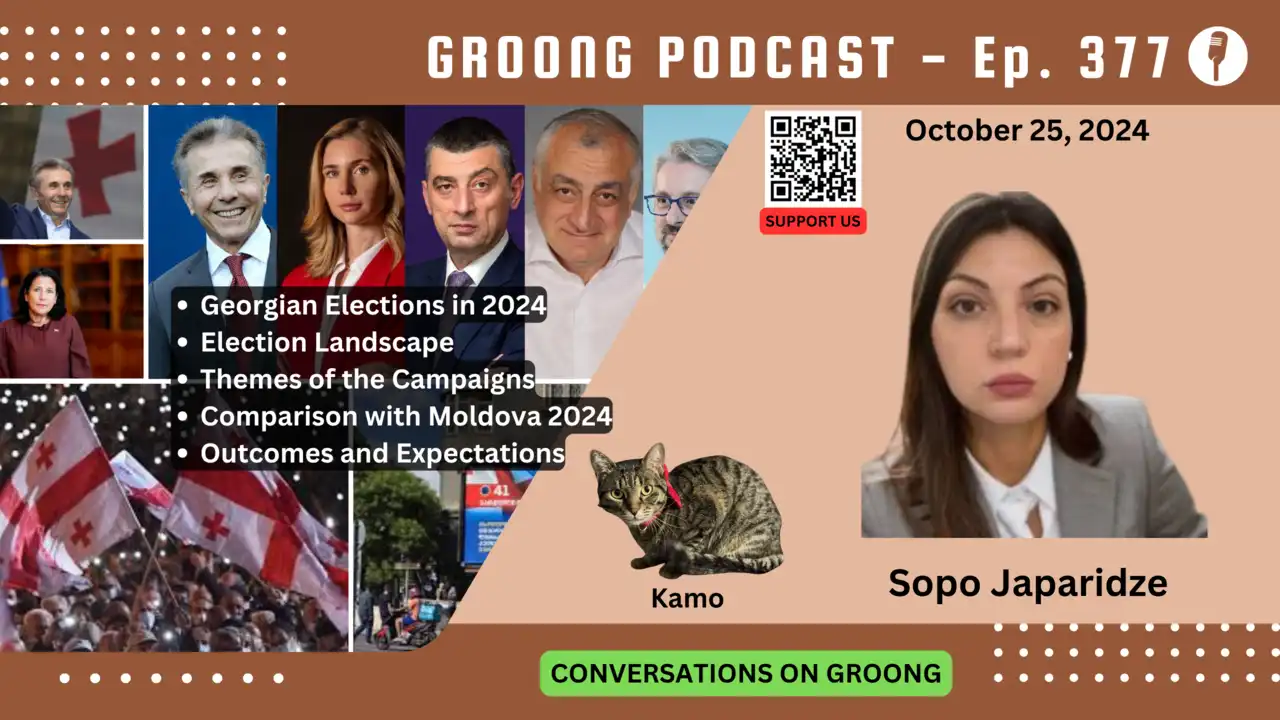 GROONG PODCAST – Ep. 377
SUPPORT US
October 25, 2024
• Georgian Elections in 2024
• Election Landscape
• Themes of the Campaigns
• Comparison with Moldova 2024
• Outcomes and Expectations
41
Kamo
Sopo Japaridze
CONVERSATIONS ON GROONG